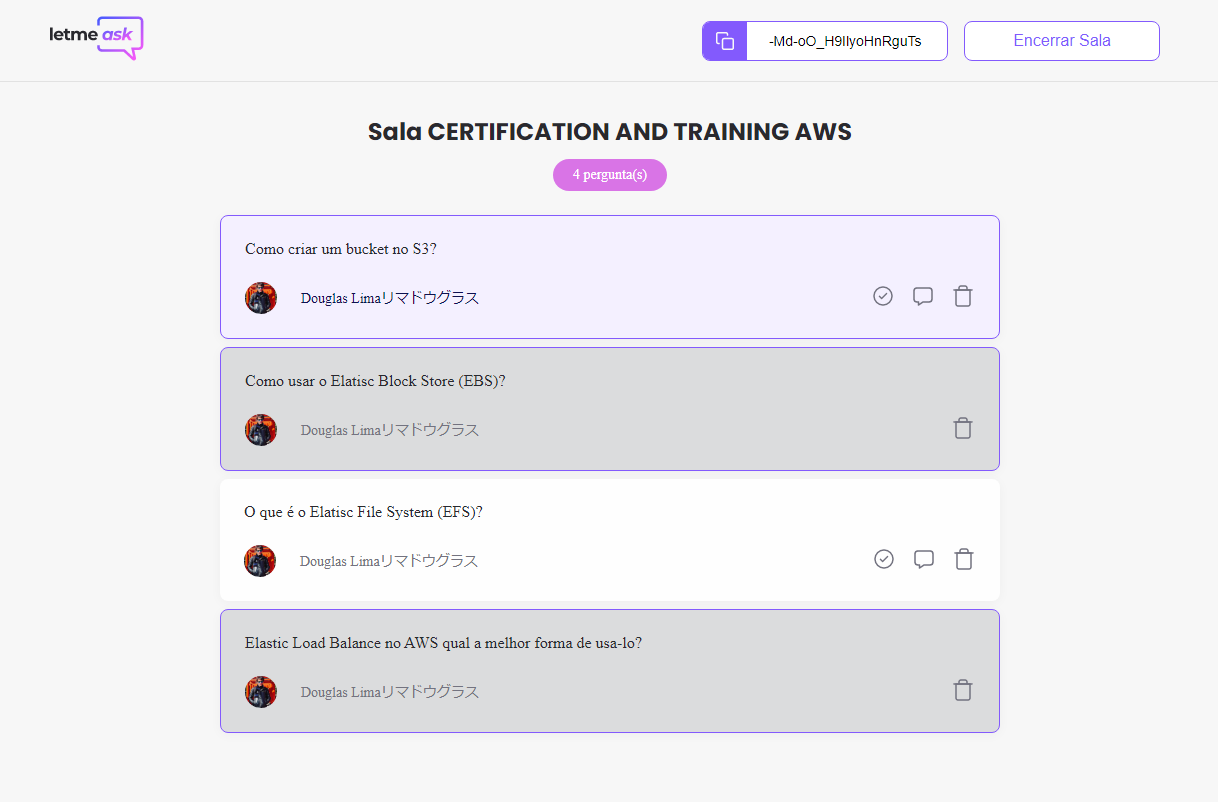 letme ask
-Md-oO_H9IlyoHnRguTs
Encerrar Sala
Sala CERTIFICATION AND TRAINING AWS
4 pergunta(s)
Como criar um bucket no S3?
Douglas Limaリマドウグラス
Como usar o Elatisc Block Store (EBS)?
Douglas Limaリマドウグラス
O que é o Elatisc File System (EFS)?
Douglas Limaリマドウグラス
Elastic Load Balance no AWS qual a melhor forma de usa-lo?
Douglas Limaリマドウグラス